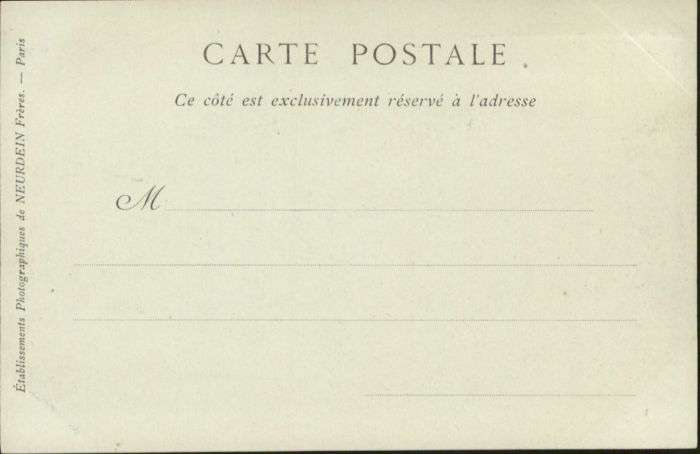 CARTE POSTALE.
Ce côté est exclusivement réservé à l'adresse
M
Établissements Photographiques de NEURDEIN Frères. — Paris